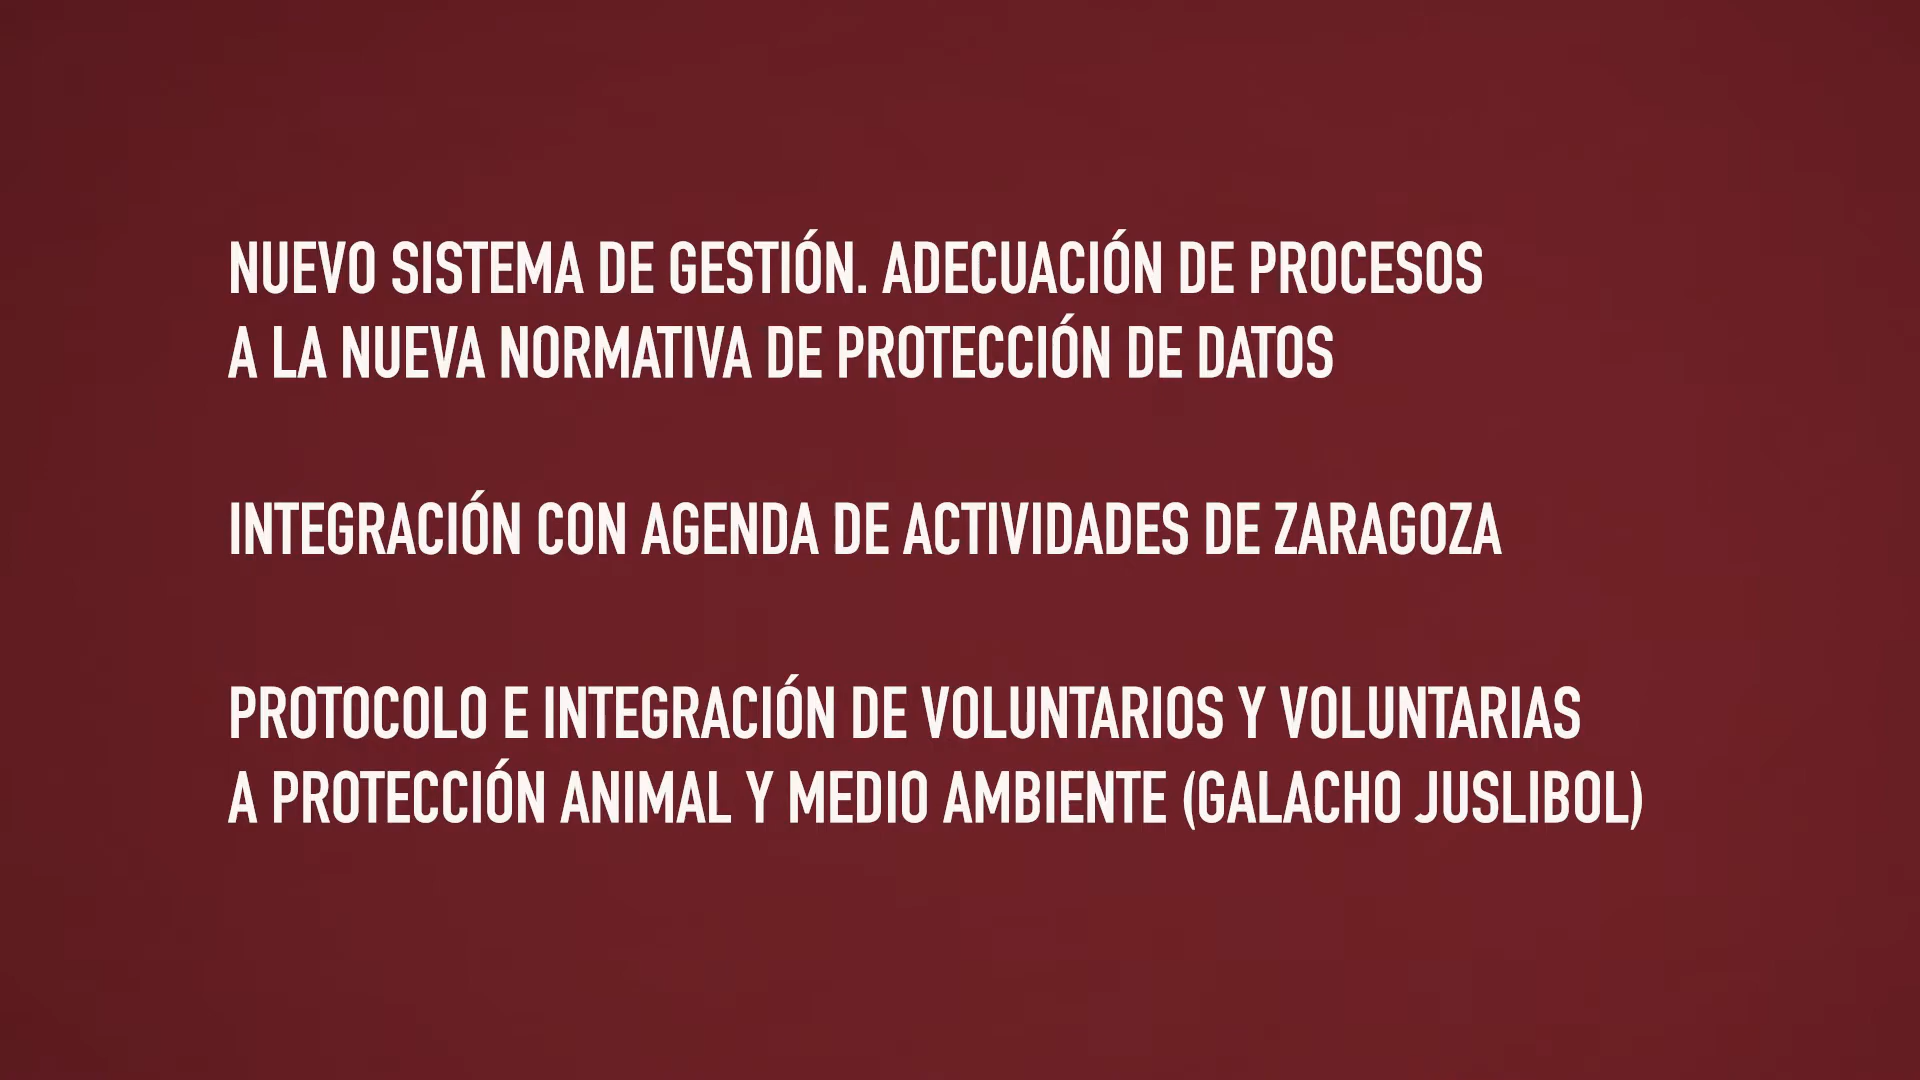 NUEVO SISTEMA DE GESTIÓN. ADECUACIÓN DE PROCESOS
A LA NUEVA NORMATIVA DE PROTECCIÓN DE DATOS
INTEGRACIÓN CON AGENDA DE ACTIVIDADES DE ZARAGOZA
PROTOCOLO E INTEGRACIÓN DE VOLUNTARIOS Y VOLUNTARIAS
A PROTECCIÓN ANIMAL Y MEDIO AMBIENTE (GALACHO JUSLIBOL)